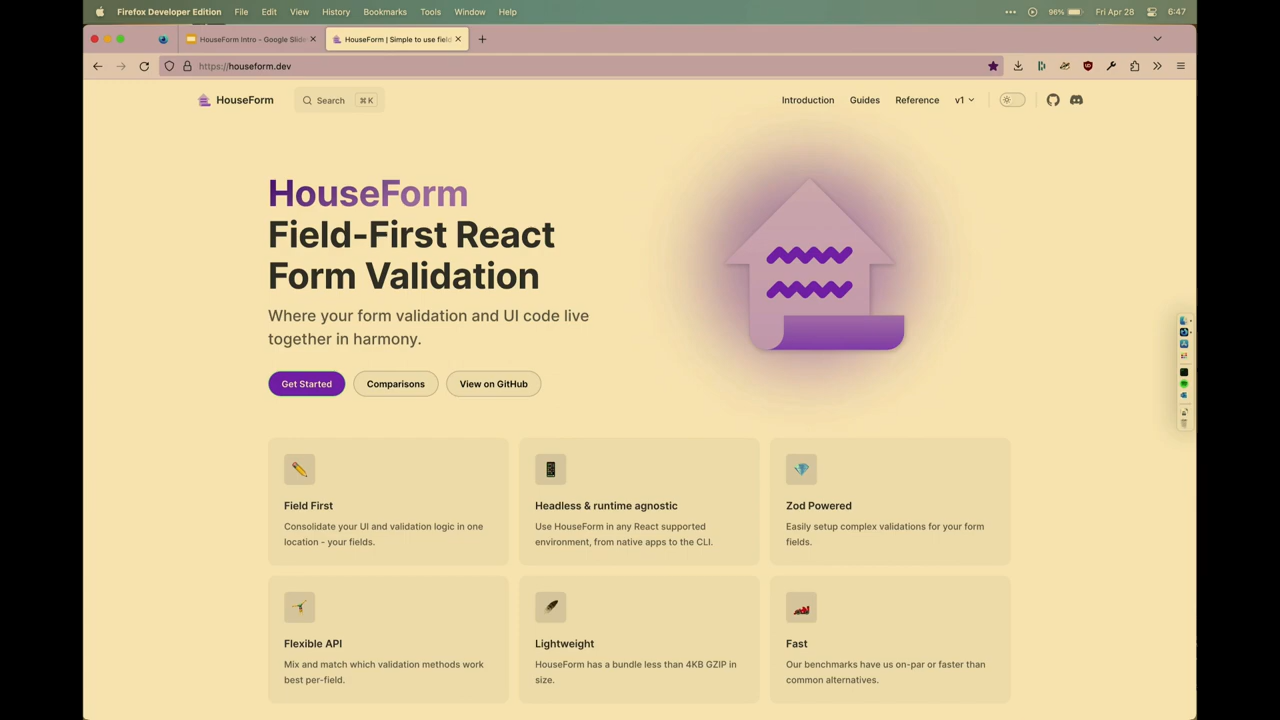 Firefox Developer Edition File Edit View History Bookmarks Tools Window Help 96% Fri Apr 28 6:47
HouseForm Intro - Google Slide HouseForm | Simple to use field
https://houseform.dev
HouseForm Search ⌘K Introduction Guides Reference v1
HouseForm
Field-First React
Form Validation
Where your form validation and UI code live
together in harmony.
Get Started Comparisons View on GitHub
Field First
Consolidate your UI and validation logic in one
location - your fields.
Headless & runtime agnostic
Use HouseForm in any React supported
environment, from native apps to the CLI.
Zod Powered
Easily setup complex validations for your form
fields.
Flexible API
Mix and match which validation methods work
best per-field.
Lightweight
HouseForm has a bundle less than 4KB GZIP in
size.
Fast
Our benchmarks have us on-par or faster than
common alternatives.